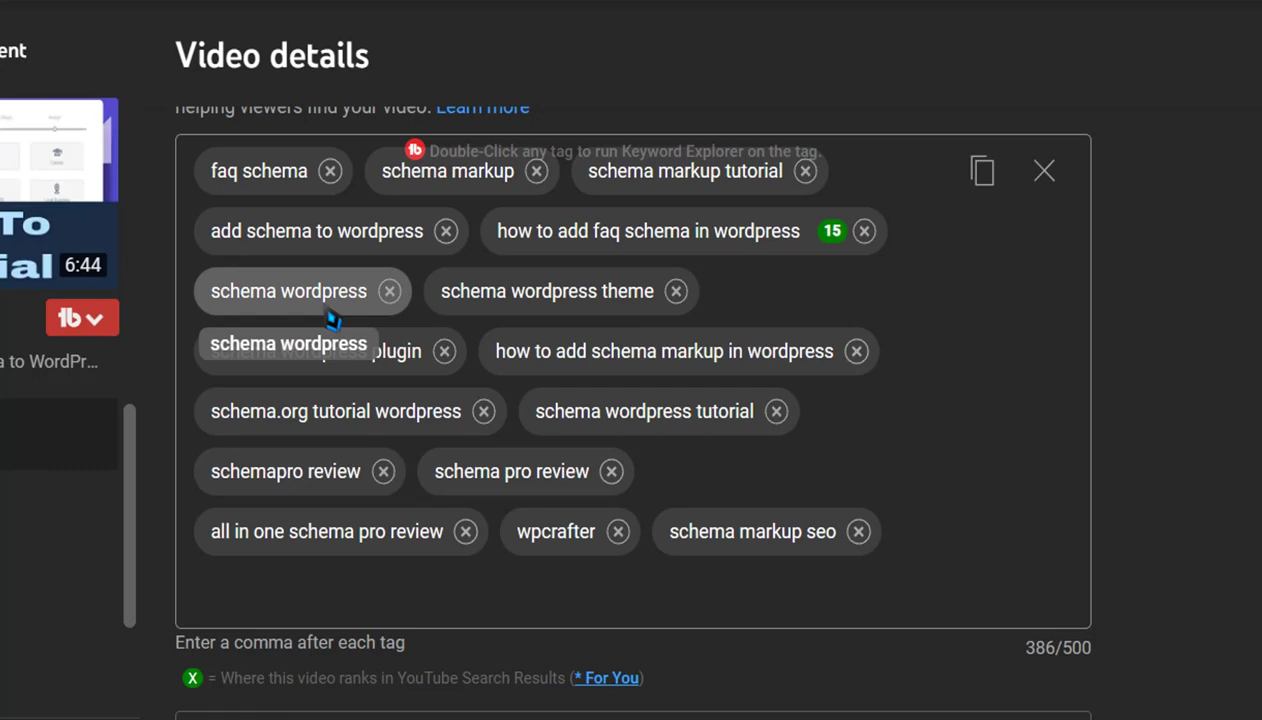 ent
Video details
helping viewers find your video. Learn more
Double-Click any tag to run Keyword Explorer on the tag.
faq schema schema markup schema markup tutorial
To
ial
6:44
add schema to wordpress how to add faq schema in wordpress 15
schema wordpress schema wordpress theme
schema wordpress
plugin how to add schema markup in wordpress
a to WordPr...
schema.org tutorial wordpress schema wordpress tutorial
schemapro review schema pro review
all in one schema pro review wpcrafter schema markup seo
Enter a comma after each tag
386/500
X = Where this video ranks in YouTube Search Results (* For You)